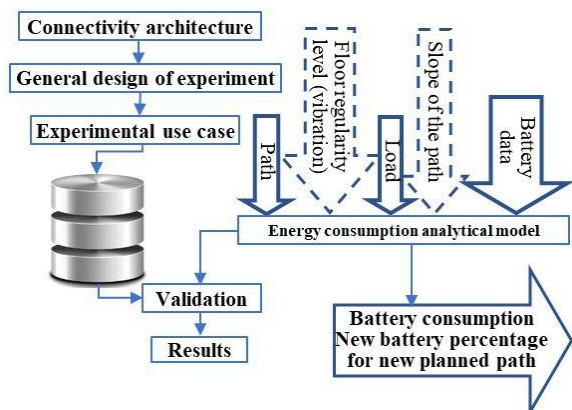 Connectivity architecture
General design of experiment
Experimental use case
Path
Floor regularity
level (vibration)
Load
Slope of the path
Battery
data
Energy consumption analytical model
Validation
Results
Battery consumption
New battery percentage
for new planned path